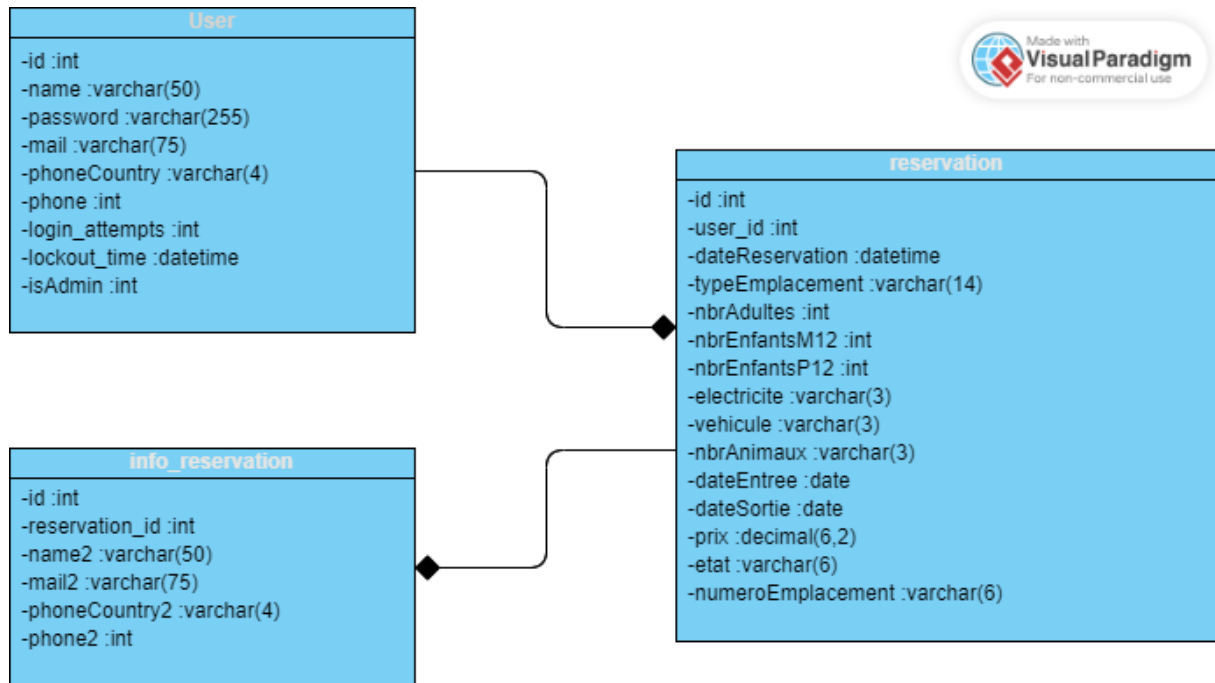 User
-id :int
-name :varchar(50)
-password :varchar(255)
-mail :varchar(75)
-phoneCountry :varchar(4)
-phone :int
-login_attempts :int
-lockout_time :datetime
-isAdmin :int
Made with
VisualParadigm
For non-commercial use
reservation
-id :int
-user_id :int
-dateReservation :datetime
-typeEmplacement :varchar(14)
-nbrAdultes :int
-nbrEnfantsM12 :int
-nbrEnfantsP12 :int
-electricite :varchar(3)
-vehicule :varchar(3)
-nbrAnimaux :varchar(3)
-dateEntree :date
-dateSortie :date
-prix :decimal(6,2)
-etat :varchar(6)
-numeroEmplacement :varchar(6)
info_reservation
-id :int
-reservation_id :int
-name2 :varchar(50)
-mail2 :varchar(75)
-phoneCountry2 :varchar(4)
-phone2 :int